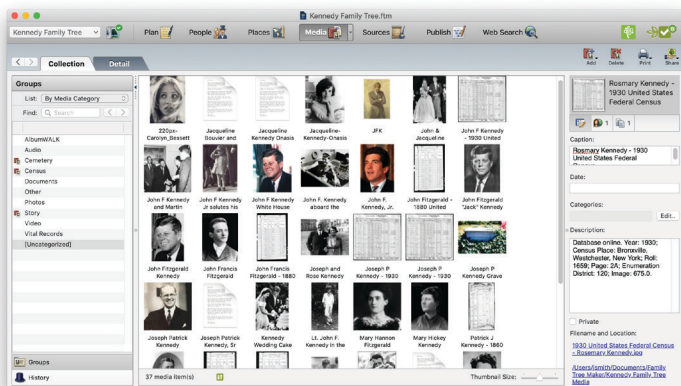 Kennedy Family Tree.ftm
Kennedy Family Tree
Plan
People
Places
Media
Sources
Publish
Web Search
Collection
Detail
Add
Delete
Print
Share
Groups
List: By Media Category
Find: Search
AlbumWALK
Audio
Cemetery
Census
Documents
Other
Photos
Story
Video
Vital Records
[Uncategorized]
Groups
History
220px-
Carolyn_Bessett
Jacqueline
Bouvier and
Jacqueline
Kennedy Onasis
Jacqueline-
Kennedy-Onasis
JFK
John &
Jacqueline
John F Kennedy
- 1930 United
John F Kennedy
and Martin
John F Kennedy
Jr salutes his
John F Kennedy
White House
John F. Kennedy
aboard the
John F.
Kennedy, Jr.
John Fitzgerald -
1880 United
John Fitzgerald
"Jack" Kennedy
John Fitzgerald
Kennedy
John Francis
Fitzgerald
John Francis
Fitzgerald - 1880
Joseph and
Rose Kennedy
Joseph P
Kennedy - 1930
Joseph P
Kennedy - 1930
Joseph P
Kennedy Grave
Joseph Patrick
Kennedy
Joseph Patrick
Kennedy, Sr
Kennedy
Wedding Cake
Lt. John F.
Kennedy in the
Mary Hannon
Fitzgerald
Mary Hickey
Kennedy
Patrick J
Kennedy - 1860
37 media item(s)
Thumbnail Size:
Rosmary Kennedy -
1930 United States
Federal Census
1
1
Caption:
Rosmary Kennedy - 1930
United States Federal
Date:
Categories:
Edit..
Description:
Database online. Year: 1930;
Census Place: Bronxville,
Westchester, New York; Roll:
1659; Page: 2A; Enumeration
District: 120; Image: 675.0.
Private
Filename and Location:
1930 United States Federal Census
- Rosemary Kennedy.jpg
/Users/jsmith/Documents/Family
Tree Maker/Kennedy Family Tree
Media